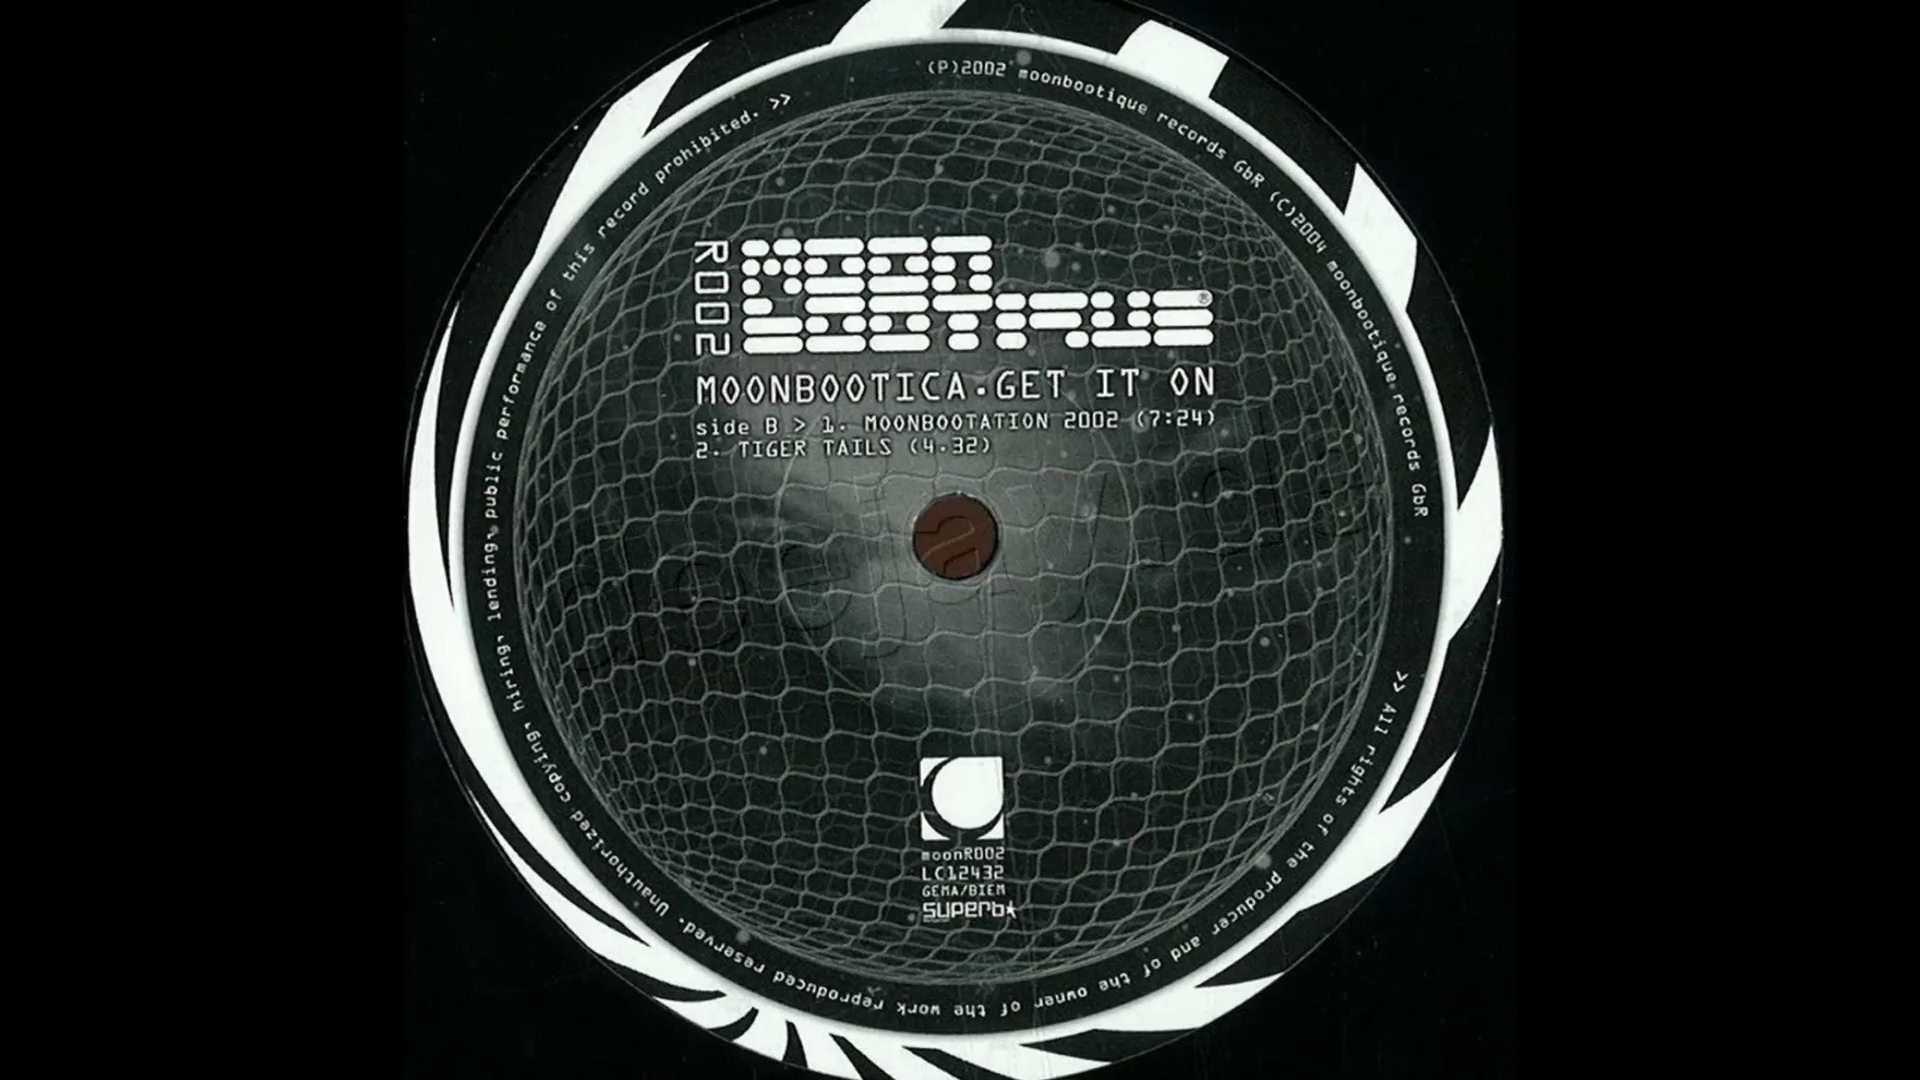 (P)2002 moonbootique records GbR (C)2004 moonbootique records GbR
>> All rights of the producer and of the owner of the work reproduced reserved. Unauthorized copying, hiring, lending, public performance of this record prohibited. >>
R002
MOONBOOTICA.GET IT ON
side B > 1. MOONBOOTATION 2002 (7:24)
2. TIGER TAILS (4.32)
deejay.de
moonR002
LC12432
GEMA/BIEM
superb★